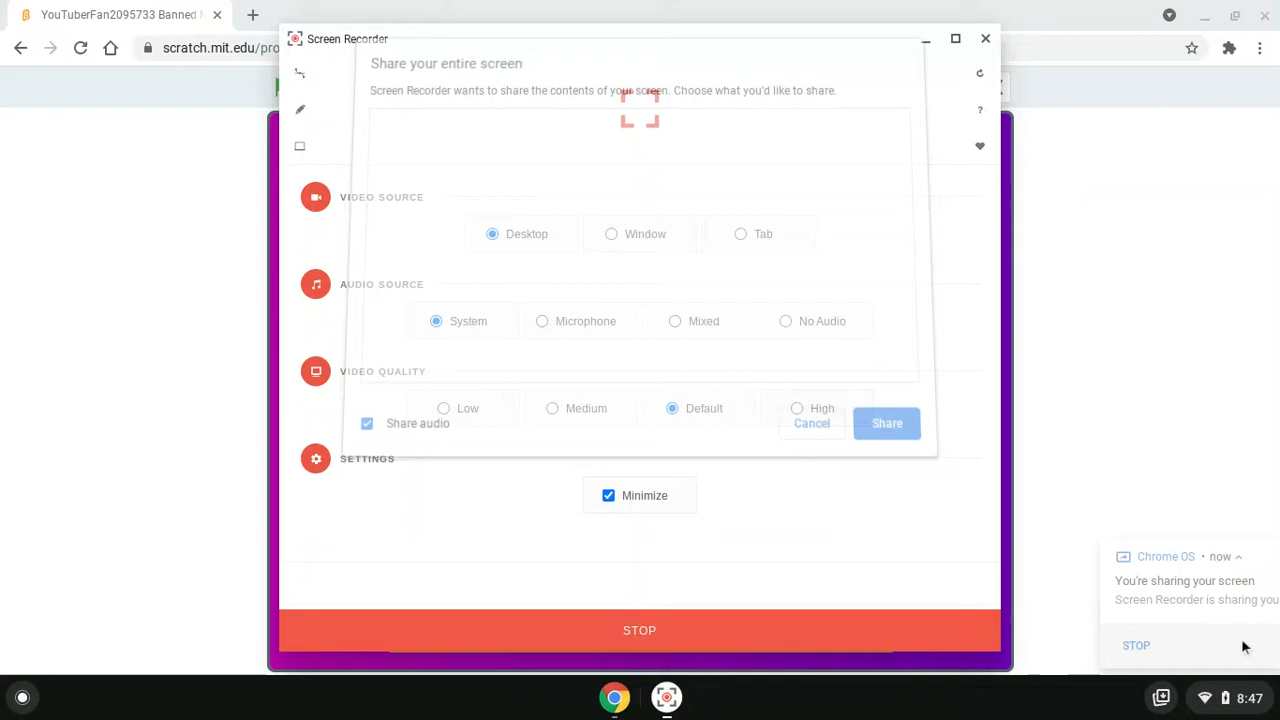 YouTuberFan2095733 Banned
scratch.mit.edu/pro
Screen Recorder
Share your entire screen
Screen Recorder wants to share the contents of your screen. Choose what you'd like to share.
?
VIDEO SOURCE
Desktop
Window
Tab
AUDIO SOURCE
System
Microphone
Mixed
No Audio
VIDEO QUALITY
Low
Medium
Default
High
Share audio
Cancel
Share
SETTINGS
Minimize
STOP
Chrome OS • now
You're sharing your screen
Screen Recorder is sharing you
STOP
8:47